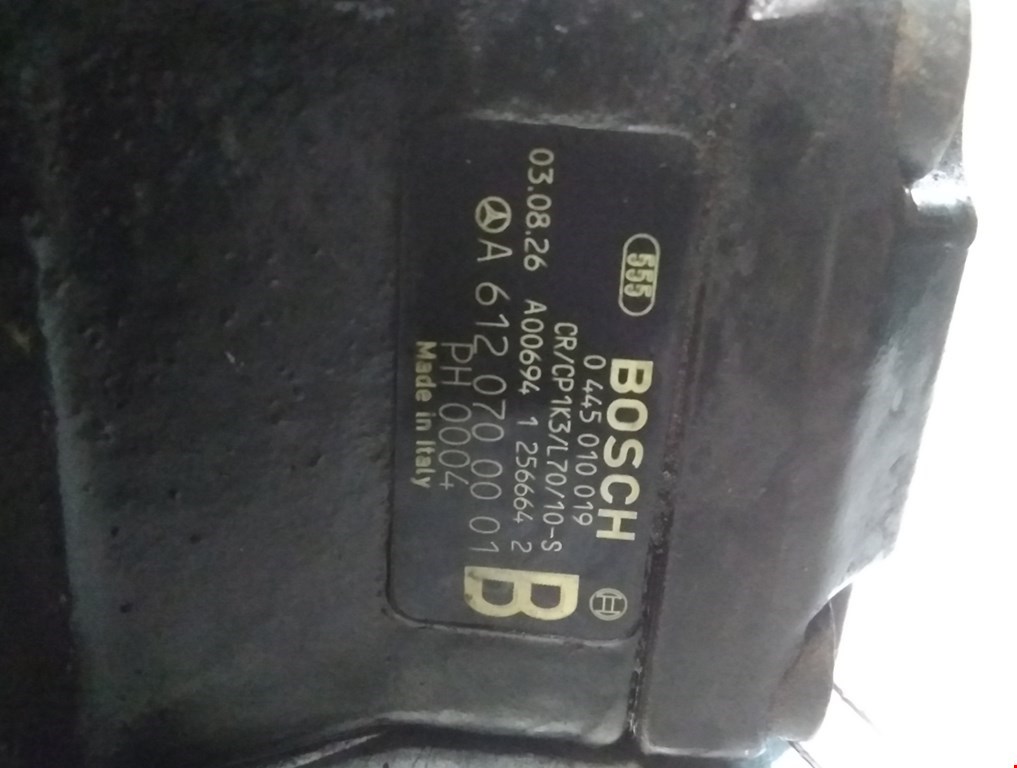 555
BOSCH
0 445 010 019
CR/CP1K3/L70/10-S
03.08.26 A00694 1 256664 2
B
A 612 070 00 01
PH 0004
Made in Italy